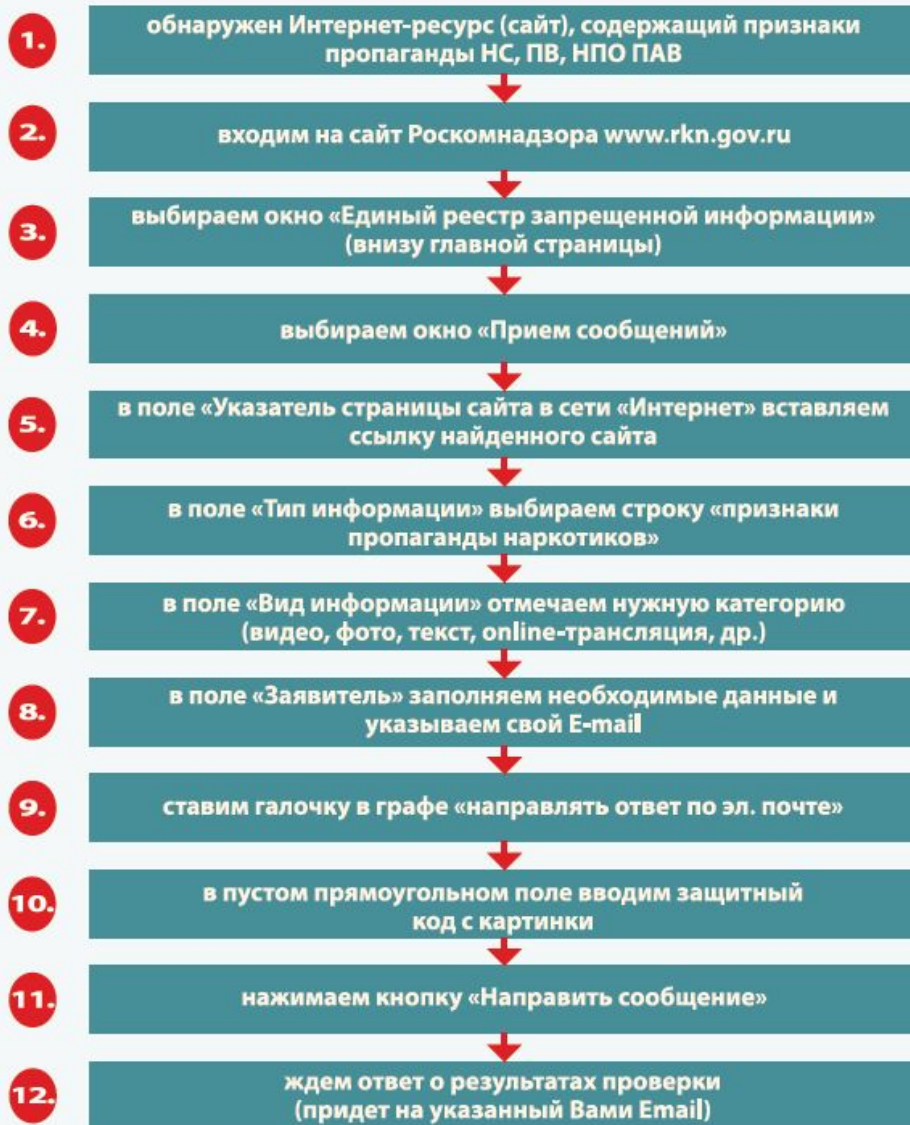 1.
обнаружен Интернет-ресурс (сайт), содержащий признаки
пропаганды НС, ПВ, НПО ПАВ
2.
входим на сайт Роскомнадзора www.rkn.gov.ru
3.
выбираем окно «Единый реестр запрещенной информации»
(внизу главной страницы)
4.
выбираем окно «Прием сообщений»
5.
в поле «Указатель страницы сайта в сети «Интернет» вставляем
ссылку найденного сайта
6.
в поле «Тип информации» выбираем строку «признаки
пропаганды наркотиков»
7.
в поле «Вид информации» отмечаем нужную категорию
(видео, фото, текст, online-трансляция, др.)
8.
в поле «Заявитель» заполняем необходимые данные и
указываем свой E-mail
9.
ставим галочку в графе «направлять ответ по эл. почте»
10.
в пустом прямоугольном поле вводим защитный
код с картинки
11.
нажимаем кнопку «Направить сообщение»
12.
ждем ответ о результатах проверки
(придет на указанный Вами Email)